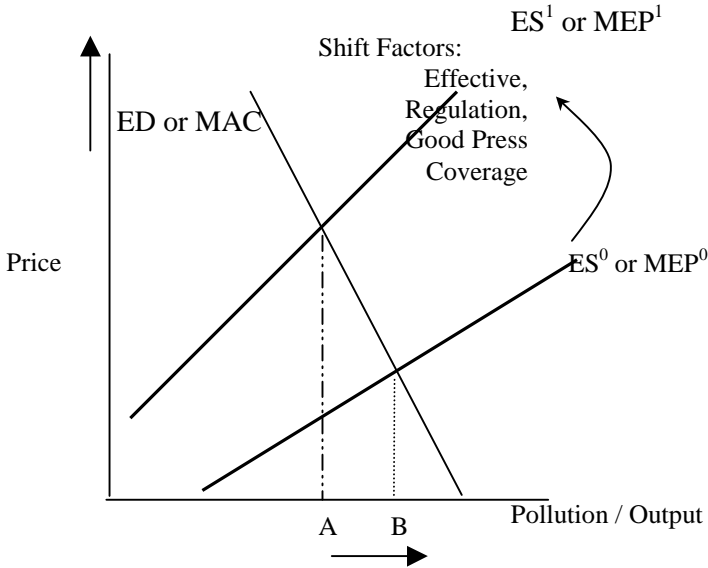 ES¹ or MEP¹
Shift Factors:
Effective,
Regulation,
Good Press
Coverage
ED or MAC
Price
ES⁰ or MEP⁰
Pollution / Output
A B